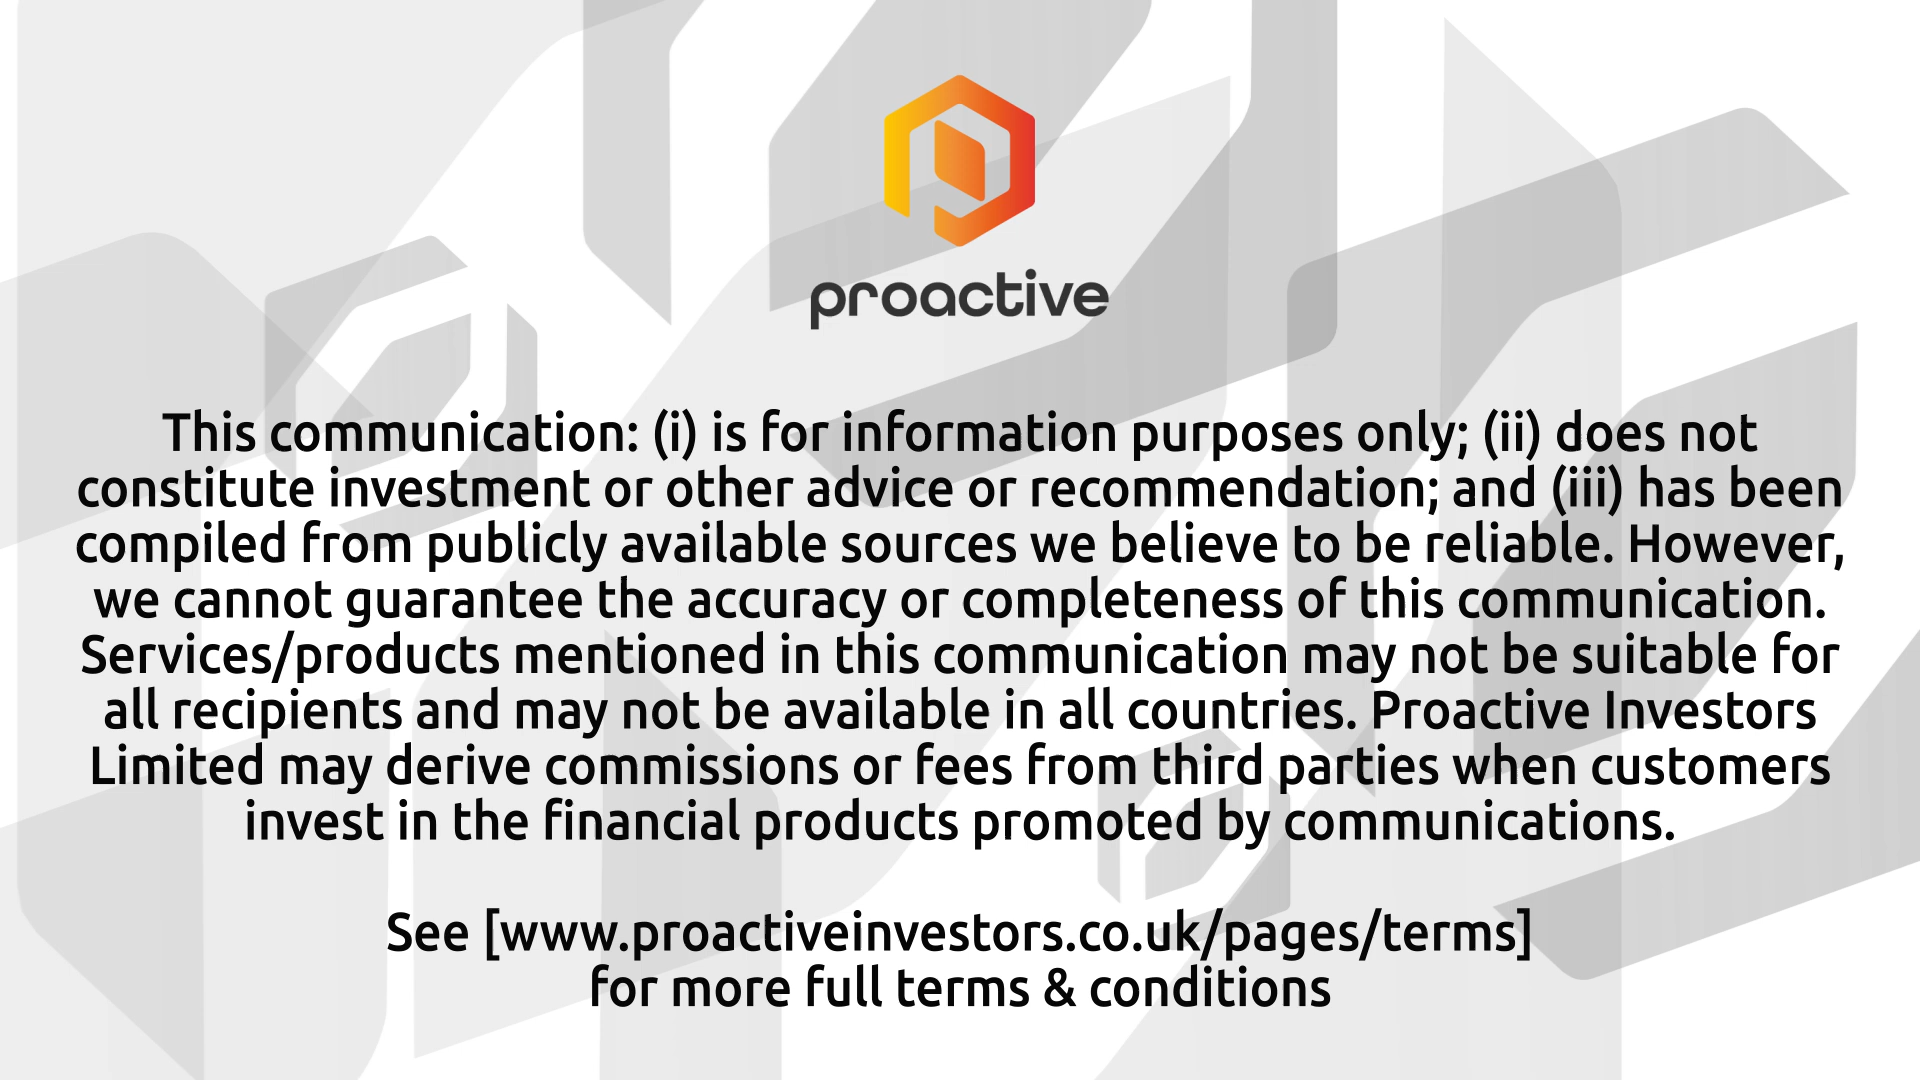 proactive
This communication: (i) is for information purposes only; (ii) does not
constitute investment or other advice or recommendation; and (iii) has been
compiled from publicly available sources we believe to be reliable. However,
we cannot guarantee the accuracy or completeness of this communication.
Services/products mentioned in this communication may not be suitable for
all recipients and may not be available in all countries. Proactive Investors
Limited may derive commissions or fees from third parties when customers
invest in the financial products promoted by communications.
See [www.proactiveinvestors.co.uk/pages/terms]
for more full terms & conditions